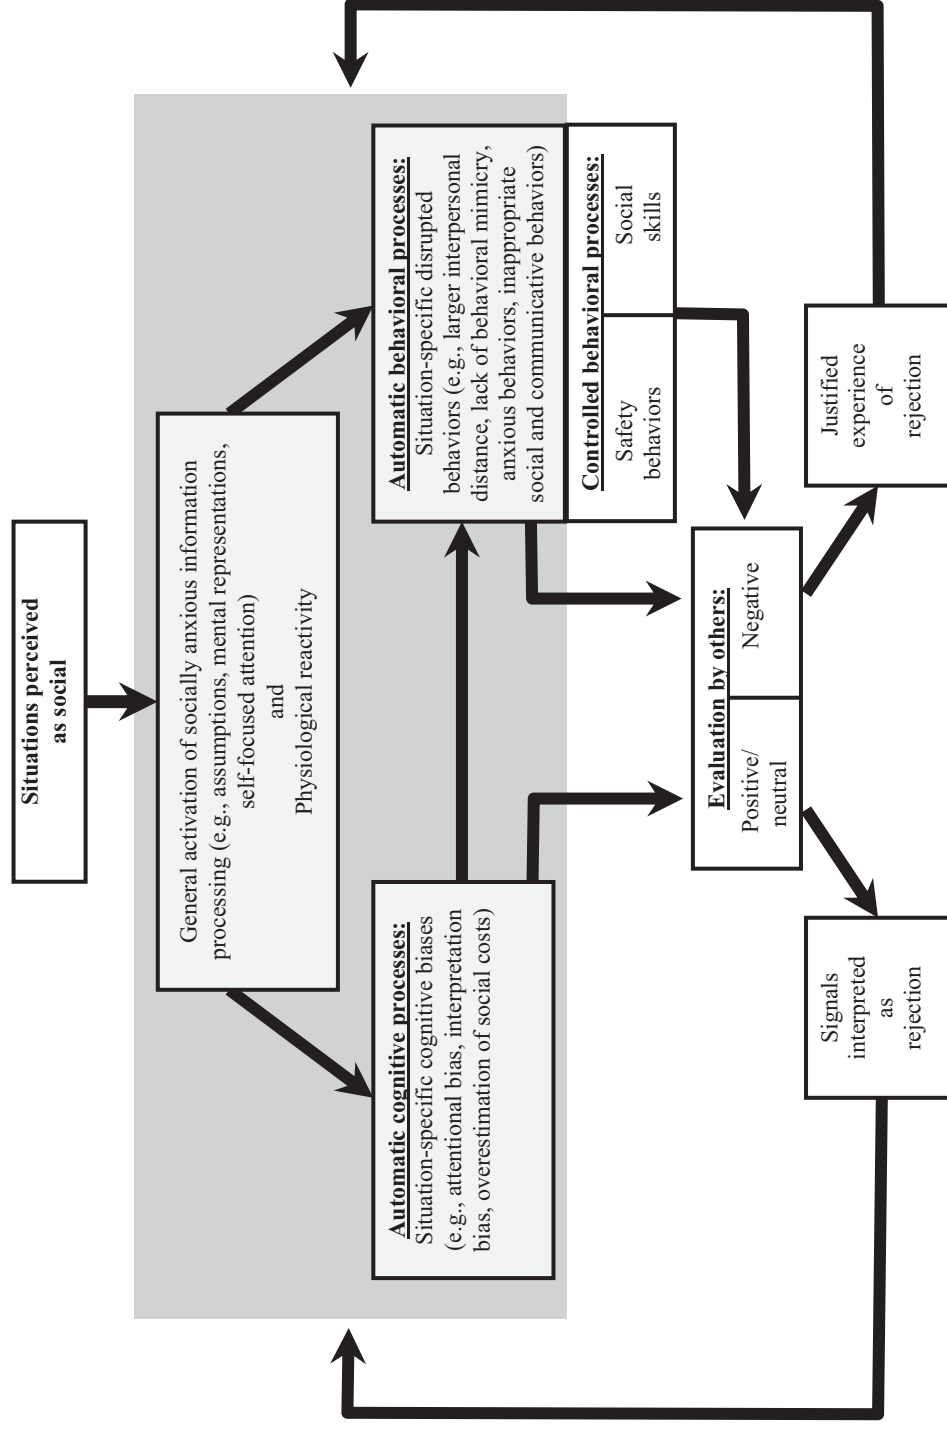 Situations perceived
as social
General activation of socially anxious information
processing (e.g., assumptions, mental representations,
self-focused attention)
and
Physiological reactivity
Automatic cognitive processes:
Situation-specific cognitive biases
(e.g., attentional bias, interpretation
bias, overestimation of social costs)
Automatic behavioral processes:
Situation-specific disrupted
behaviors (e.g., larger interpersonal
distance, lack of behavioral mimicry,
anxious behaviors, inappropriate
social and communicative behaviors)
Controlled behavioral processes:
Safety
behaviors
Social
skills
Evaluation by others:
Positive/
neutral
Negative
Signals
interpreted
as
rejection
Justified
experience
of
rejection